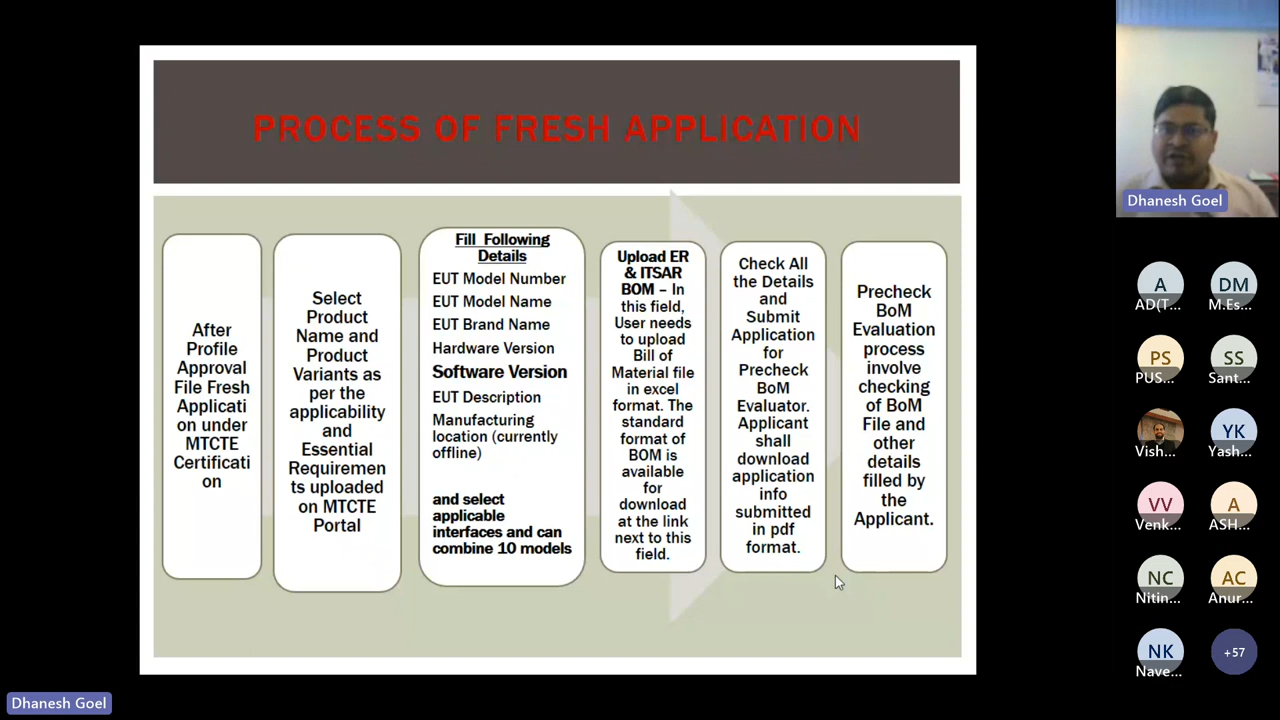 PROCESS OF FRESH APPLICATION
After
Profile
Approval
File Fresh
Applicati
on under
MTCTE
Certificati
on
Select
Product
Name and
Product
Variants as
per the
applicability
and
Essential
Requiremen
ts uploaded
on MTCTE
Portal
Fill Following
Details
EUT Model Number
EUT Model Name
EUT Brand Name
Hardware Version
Software Version
EUT Description
Manufacturing
location (currently
offline)
and select
applicable
interfaces and can
combine 10 models
Upload ER
& ITSAR
BOM – In
this field,
User needs
to upload
Bill of
Material file
in excel
format. The
standard
format of
BOM is
available
for
download
at the link
next to this
field.
Check All
the Details
and
Submit
Application
for
Precheck
BoM
Evaluator.
Applicant
shall
download
application
info
submitted
in pdf
format.
Precheck
BoM
Evaluation
process
involve
checking
of BoM
File and
other
details
filled by
the
Applicant.
Dhanesh Goel
A
DM
AD(T...
M.Es...
PS
SS
PUS...
Sant...
YK
Vish...
Yash...
VV
A
Venk...
ASH...
NC
AC
Nitin...
Anur...
NK
+57
Nave...
Dhanesh Goel